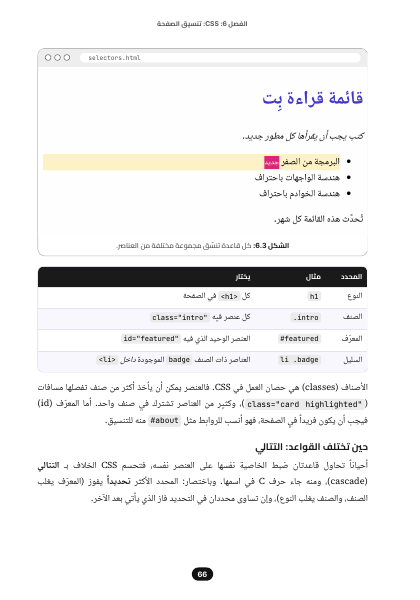 الفصل 6: CSS: تنسيق الصفحة
selectors.html
قائمة قراءة بِت
كتب يجب أن يقرأها كل مطور جديد.
البرمجة من الصفر جديد
هندسة الواجهات باحتراف
هندسة الخوادم باحتراف
تُحدَّث هذه القائمة كل شهر.
الشكل 6.3: كل قاعدة تنسّق مجموعة مختلفة من العناصر.
المحدد مثال يختار
النوع h1 كل <h1> في الصفحة
الصنف .intro كل عنصر فيه class="intro"
المعرّف #featured العنصر الوحيد الذي فيه id="featured"
السليل li .badge العناصر ذات الصنف badge الموجودة داخل <li>
الأصناف (classes) هي حصان العمل في CSS. فالعنصر يمكن أن يأخذ أكثر من صنف تفصلها مسافات
(class="card highlighted")، وكثير من العناصر تشترك في صنف واحد. أما المعرّف (id)
فيجب أن يكون فريداً في الصفحة، فهو أنسب للروابط مثل #about منه للتنسيق.
حين تختلف القواعد: التتالي
أحياناً تحاول قاعدتان ضبط الخاصية نفسها على العنصر نفسه، فتحسم CSS الخلاف بـ التتالي
(cascade)، ومنه جاء حرف C في اسمها. وباختصار: المحدد الأكثر تحديداً يفوز (المعرّف يغلب
الصنف، والصنف يغلب النوع)، وإن تساوى محددان في التحديد فاز الذي يأتي بعد الآخر.
66